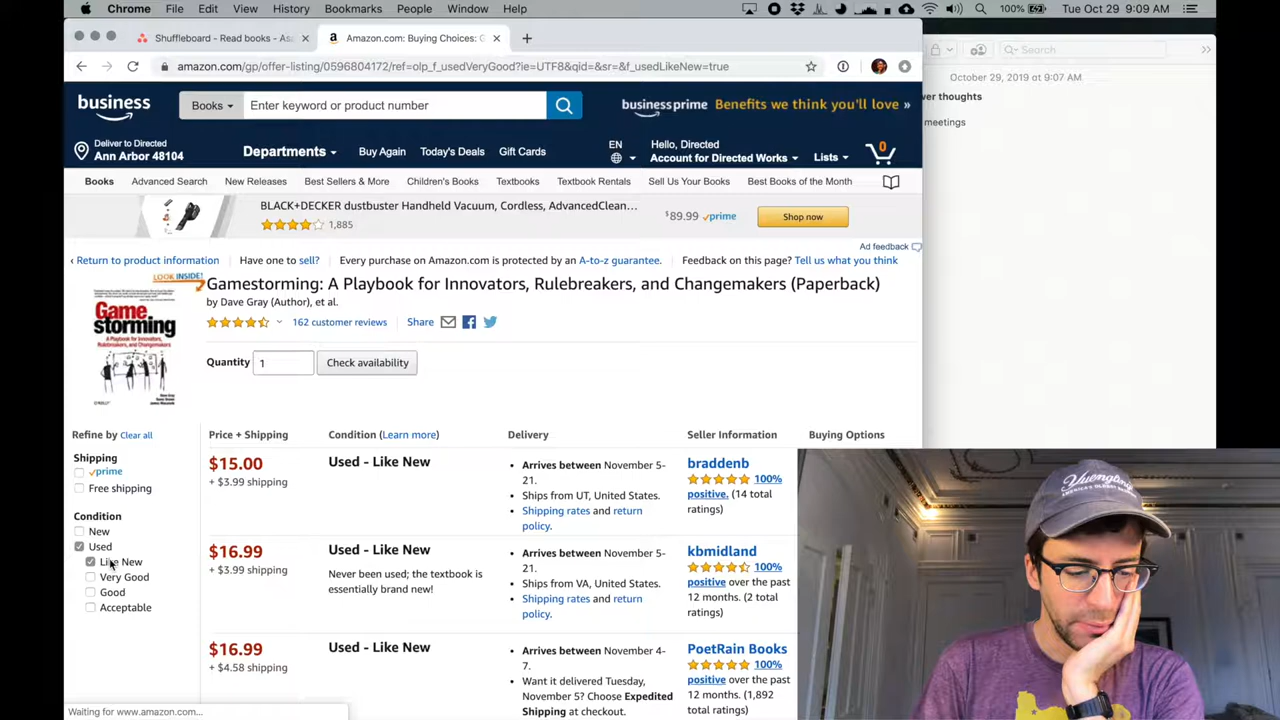 Chrome File Edit View History Bookmarks People Window Help 100% Tue Oct 29 9:09 AM
Shuffleboard - Read books - Asa
Amazon.com: Buying Choices: G
amazon.com/gp/offer-listing/0596804172/ref=olp_f_usedVeryGood?ie=UTF8&qid=&sr=&f_usedLikeNew=true
Search
October 29, 2019 at 9:07 AM
wer thoughts
meetings
business
Books
Enter keyword or product number
businessprime Benefits we think you'll love »
Deliver to Directed
Ann Arbor 48104
Departments
Buy Again Today's Deals Gift Cards
EN
Hello, Directed
Account for Directed Works
Lists
0
Books Advanced Search New Releases Best Sellers & More Children's Books Textbooks Textbook Rentals Sell Us Your Books Best Books of the Month
BLACK+DECKER dustbuster Handheld Vacuum, Cordless, AdvancedClean...
1,885
$89.99 prime
Shop now
Ad feedback
‹ Return to product information Have one to sell? Every purchase on Amazon.com is protected by an A-to-z guarantee. Feedback on this page? Tell us what you think
LOOK INSIDE!
Game
storming
A Playbook for Innovators,
Rulebreakers, and Changemakers
Gamestorming: A Playbook for Innovators, Rulebreakers, and Changemakers (Paperback)
by Dave Gray (Author), et al.
162 customer reviews Share
Quantity 1 Check availability
Refine by Clear all
Shipping
prime
Free shipping
Condition
New
Used
Like New
Very Good
Good
Acceptable
Price + Shipping Condition (Learn more) Delivery Seller Information Buying Options
$15.00
+ $3.99 shipping
Used - Like New
• Arrives between November 5-
21.
• Ships from UT, United States.
• Shipping rates and return
policy.
braddenb
100%
positive. (14 total
ratings)
$16.99
+ $3.99 shipping
Used - Like New
Never been used; the textbook is
essentially brand new!
• Arrives between November 5-
21.
• Ships from VA, United States.
• Shipping rates and return
policy.
kbmidland
100%
positive over the past
12 months. (2 total
ratings)
$16.99
+ $4.58 shipping
Used - Like New
• Arrives between November 4-
7.
• Want it delivered Tuesday,
November 5? Choose Expedited
Shipping at checkout.
PoetRain Books
100%
positive over the past
12 months. (1,892
ratings)
Waiting for www.amazon.com...
Yuengling
AMERICA'S OLDEST